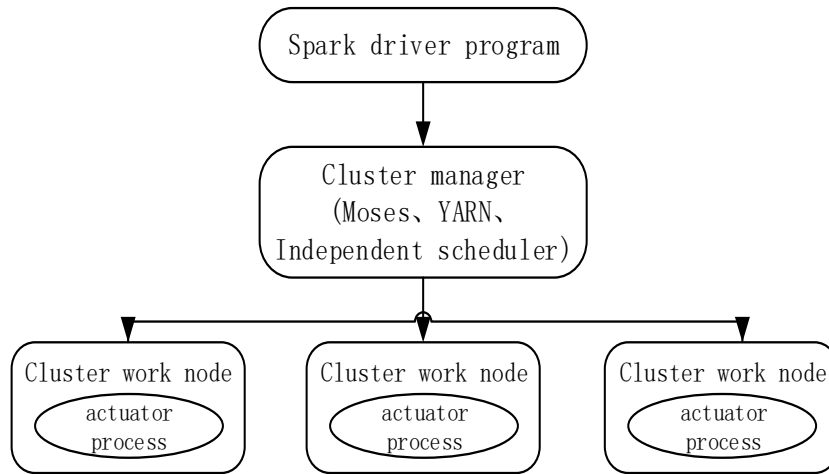 Spark driver program
Cluster manager
(Moses、YARN、
Independent scheduler)
Cluster work node
actuator
process
Cluster work node
actuator
process
Cluster work node
actuator
process